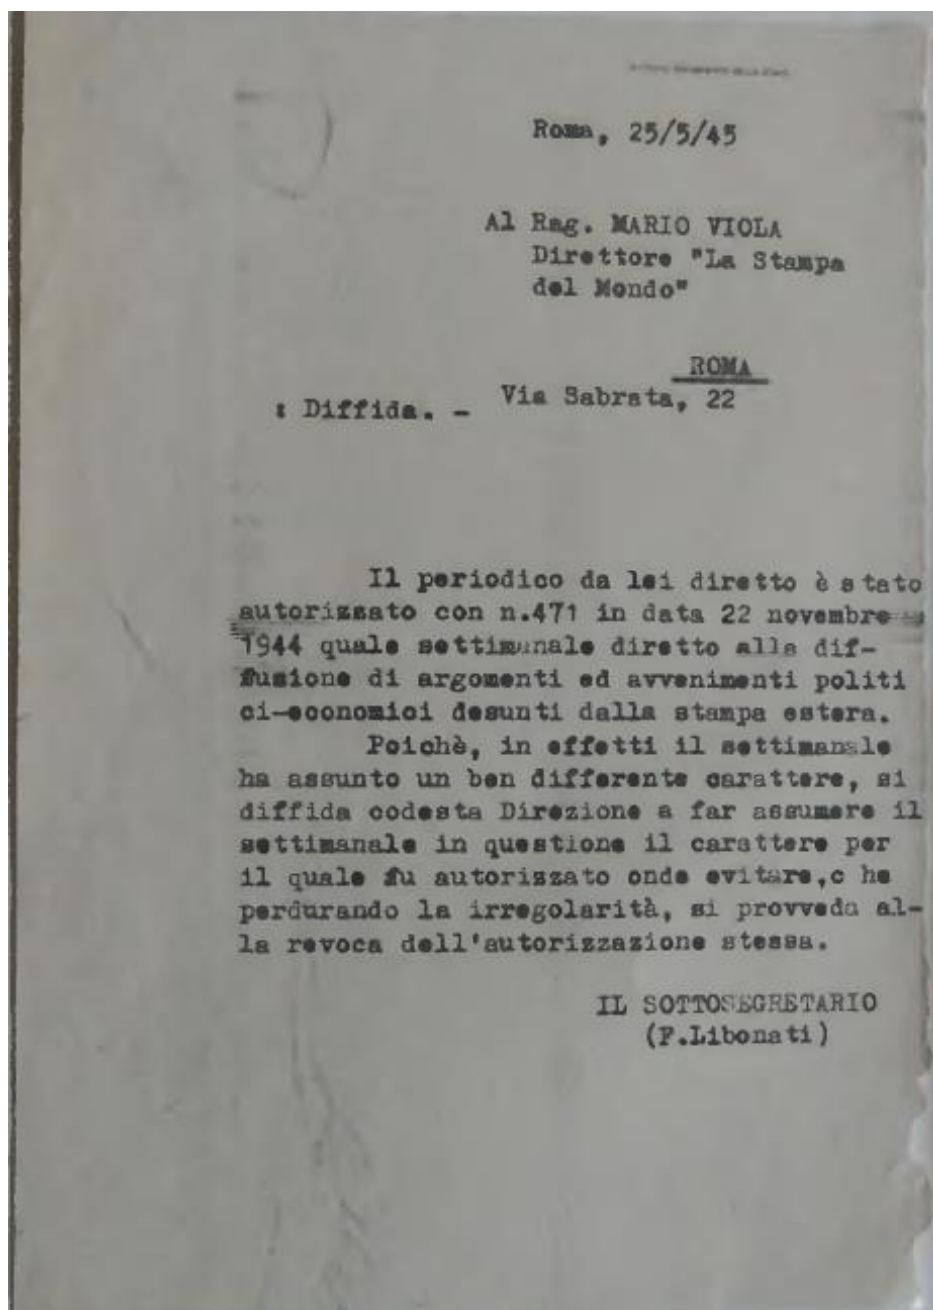 Roma, 25/5/45
Al Rag. MARIO VIOLA
Direttore "La Stampa
del Mondo"
ROMA
: Diffida. - Via Sabrata, 22
Il periodico da lei diretto è stato
autorizzato con n.471 in data 22 novembre
1944 quale settimanale diretto alla dif-
fusione di argomenti ed avvenimenti politi
ci-economici desunti dalla stampa estera.
Poichè, in effetti il settimanale
ha assunto un ben differente carattere, si
diffida codesta Direzione a far assumere il
settimanale in questione il carattere per
il quale fu autorizzato onde evitare,c he
perdurando la irregolarità, si provveda al-
la revoca dell'autorizzazione stessa.
IL SOTTOSEGRETARIO
(F.Libonati)